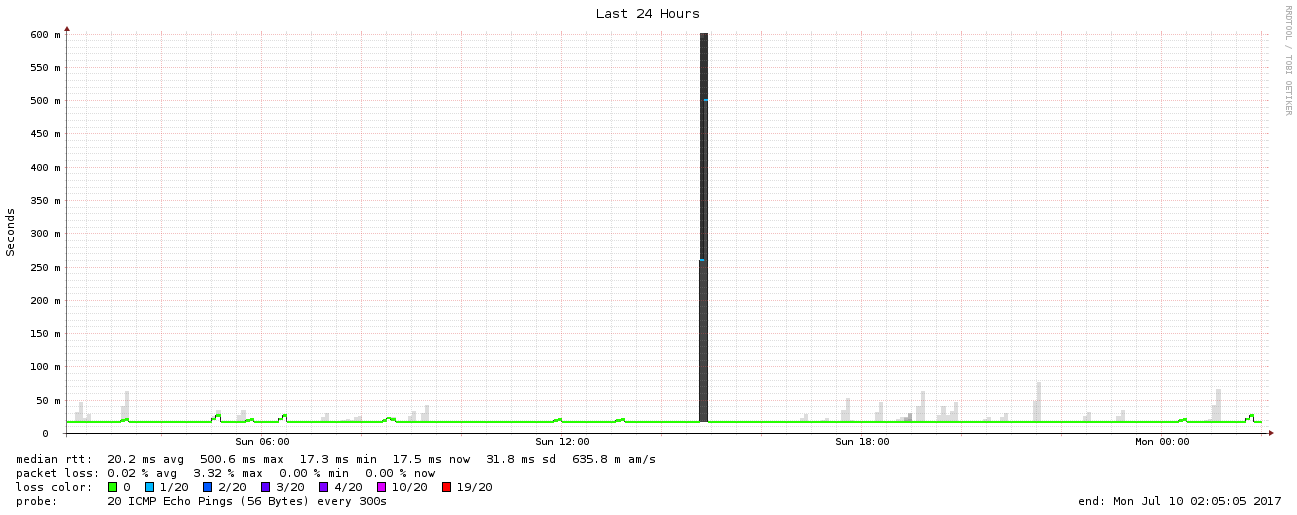 Last 24 Hours
RRDTOOL / TOBI OETIKER
Seconds
600 m
550 m
500 m
450 m
400 m
350 m
300 m
250 m
200 m
150 m
100 m
50 m
0
Sun 06:00 Sun 12:00 Sun 18:00 Mon 00:00
median rtt: 20.2 ms avg 500.6 ms max 17.3 ms min 17.5 ms now 31.8 ms sd 635.8 m am/s
packet loss: 0.02 % avg 3.32 % max 0.00 % min 0.00 % now
loss color: 0 1/20 2/20 3/20 4/20 10/20 19/20
probe: 20 ICMP Echo Pings (56 Bytes) every 300s end: Mon Jul 10 02:05:05 2017